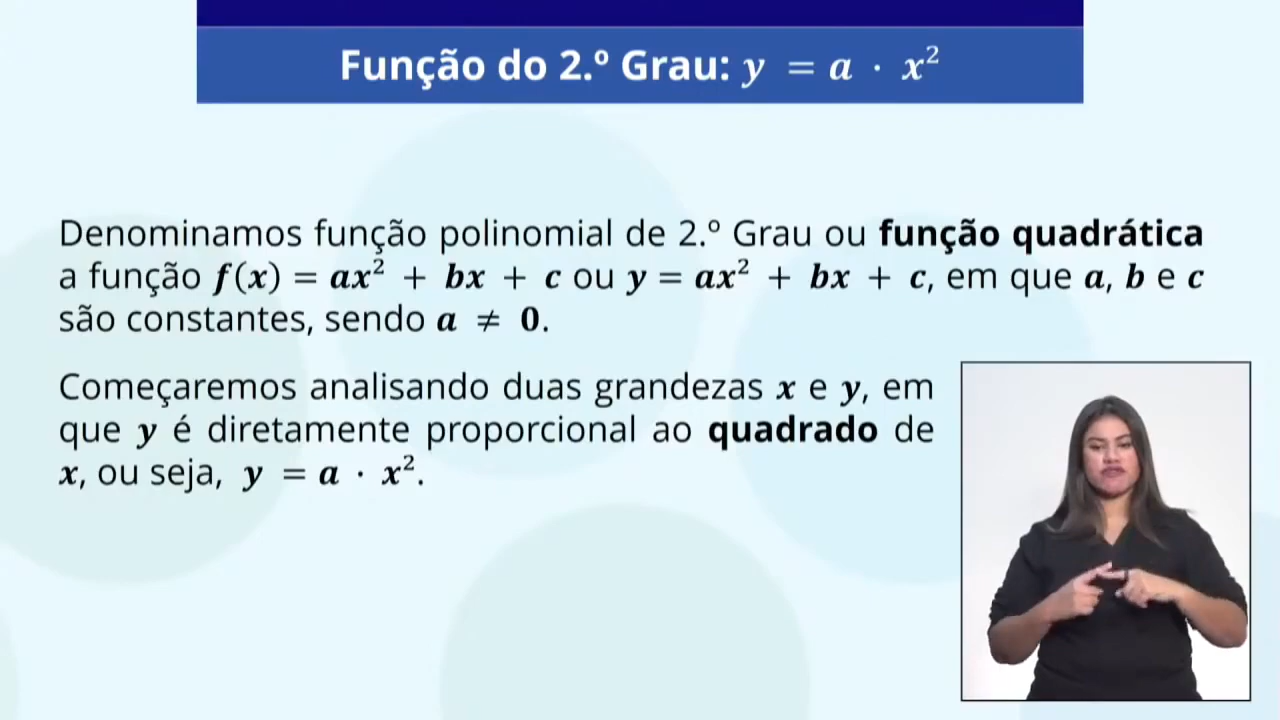 Função do 2.º Grau: y = a · x²
Denominamos função polinomial de 2.º Grau ou função quadrática
a função f(x) = ax² + bx + c ou y = ax² + bx + c, em que a, b e c
são constantes, sendo a ≠ 0.
Começaremos analisando duas grandezas x e y, em
que y é diretamente proporcional ao quadrado de
x, ou seja, y = a · x².